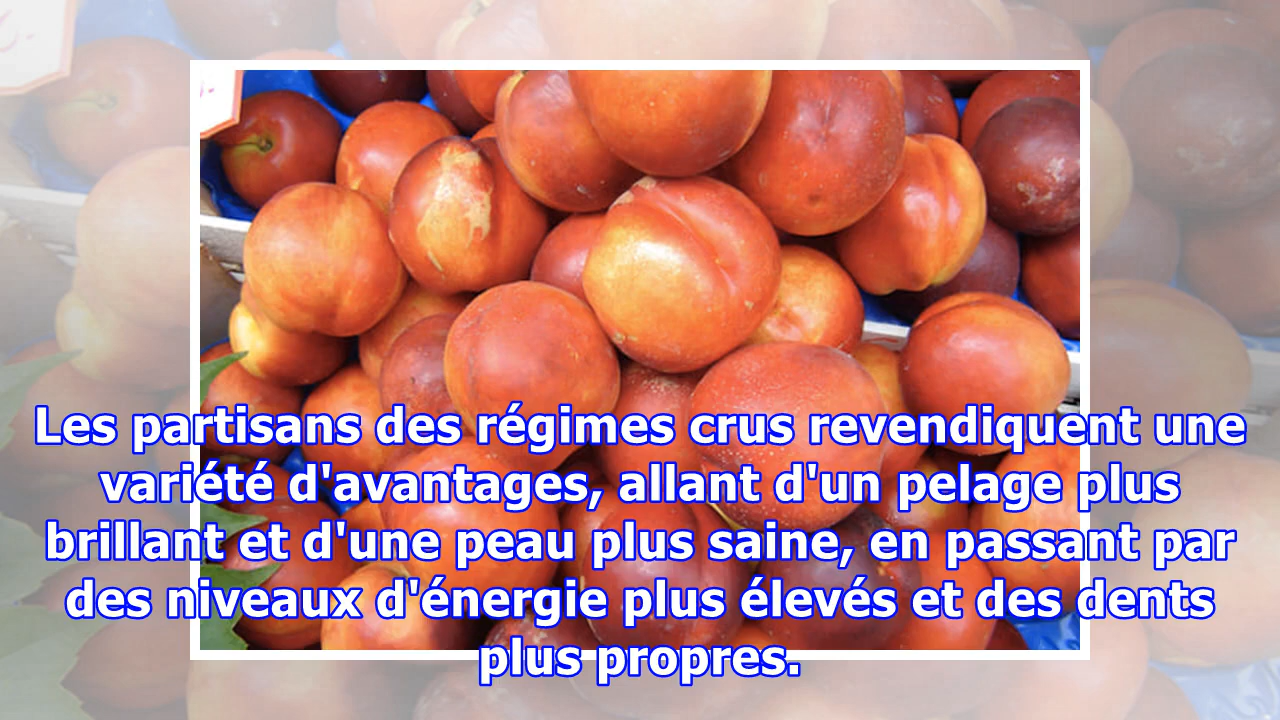 Les partisans des régimes crus revendiquent une
variété d'avantages, allant d'un pelage plus
brillant et d'une peau plus saine, en passant par
des niveaux d'énergie plus élevés et des dents
plus propres.